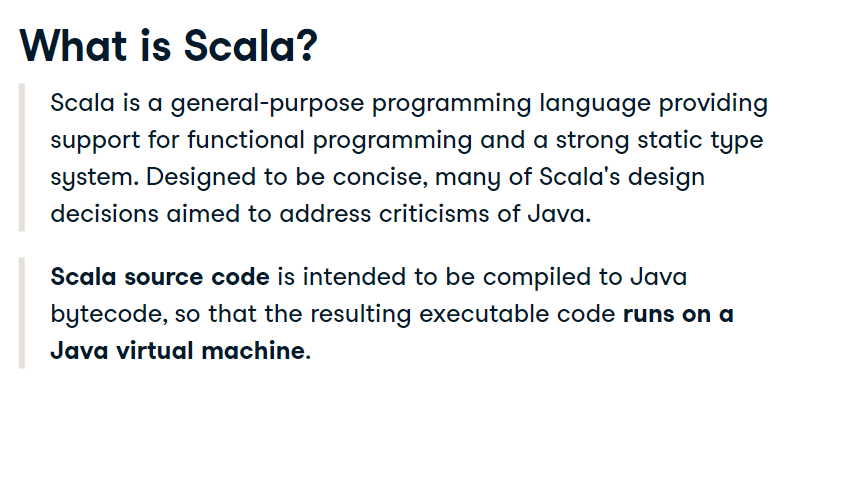 What is Scala?
Scala is a general-purpose programming language providing
support for functional programming and a strong static type
system. Designed to be concise, many of Scala's design
decisions aimed to address criticisms of Java.
Scala source code is intended to be compiled to Java
bytecode, so that the resulting executable code runs on a
Java virtual machine.